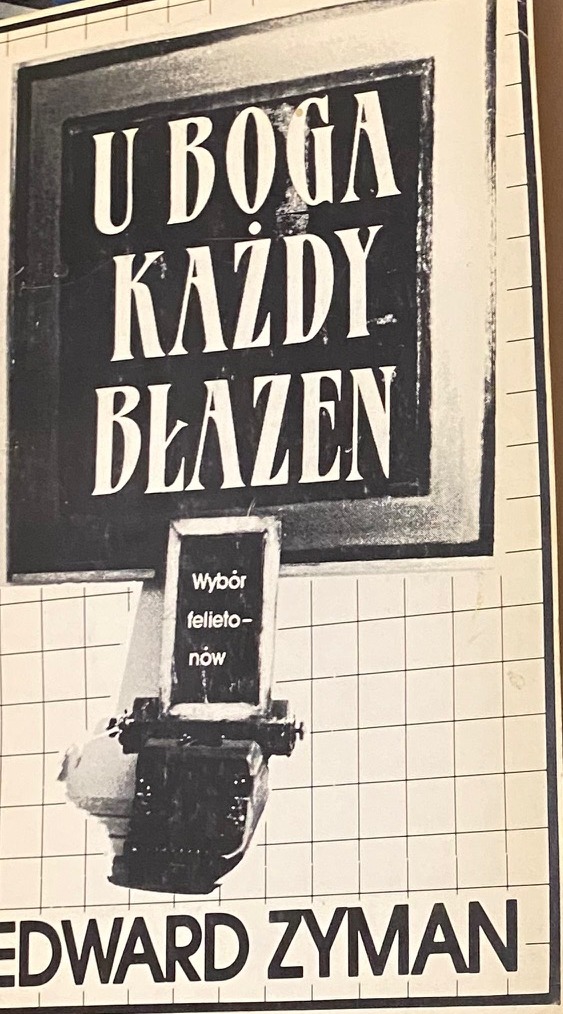 U BOGA
KAŻDY
BŁAZEN
Wybór
felieto-
nów
EDWARD ZYMAN